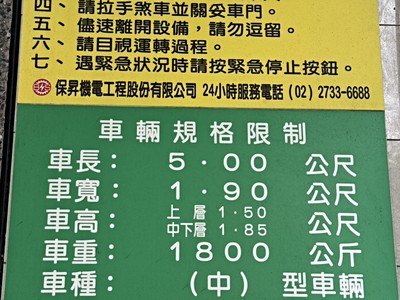 四、請拉手煞車並關妥車門。
五、儘速離開設備，請勿逗留。
六、請目視運轉過程。
七、遇緊急狀況時請按緊急停止按鈕。
保昇機電工程股份有限公司 24小時服務電話(02)2733-6688
車輛規格限制
車長： 5.00 公尺
車寬： 1.90 公尺
車高： 上層1.50 中下層1.85 公尺
車重： 1800 公斤
車種： (中) 型車輛